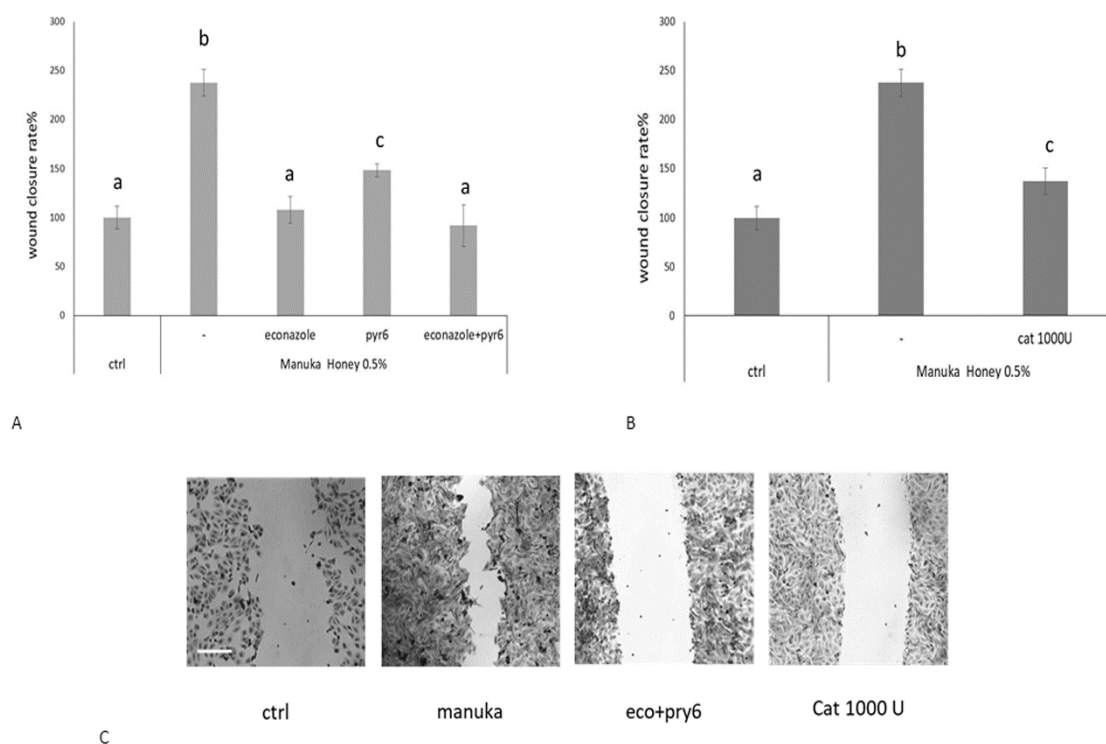 300
250
200
150
100
50
0
wound closure rate%
a
b
a
c
a
- econazole pyr6 econazole+pyr6
ctrl Manuka Honey 0.5%
A
300
250
200
150
100
50
0
wound closure rate%
a
b
c
- cat 1000U
ctrl Manuka Honey 0.5%
B
ctrl manuka eco+pry6 Cat 1000 U
C